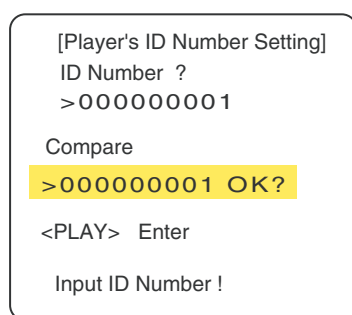 [Player's ID Number Setting]
ID Number ?
>000000001
Compare
>000000001 OK?
<PLAY> Enter
Input ID Number !